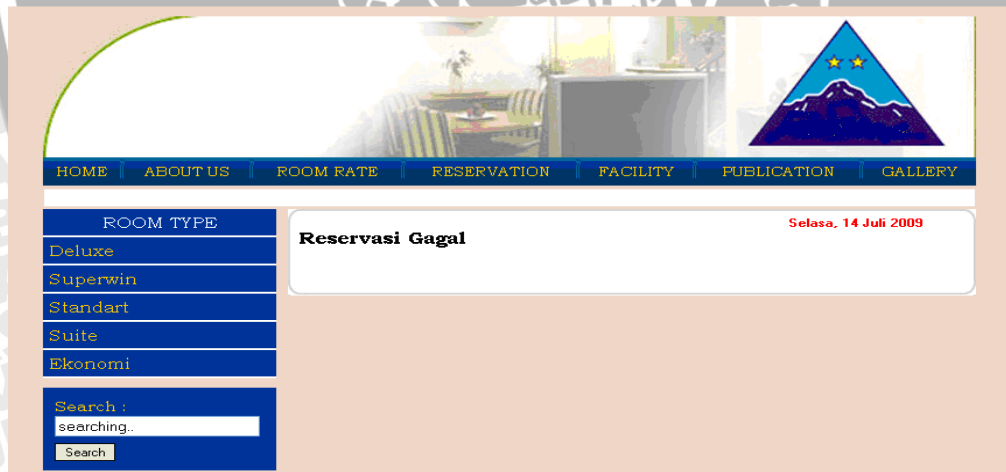 HOME ABOUT US ROOM RATE RESERVATION FACILITY PUBLICATION GALLERY
ROOM TYPE
Deluxe
Superwin
Standart
Suite
Ekonomi
Search :
searching..
Search
Selasa, 14 Juli 2009
Reservasi Gagal